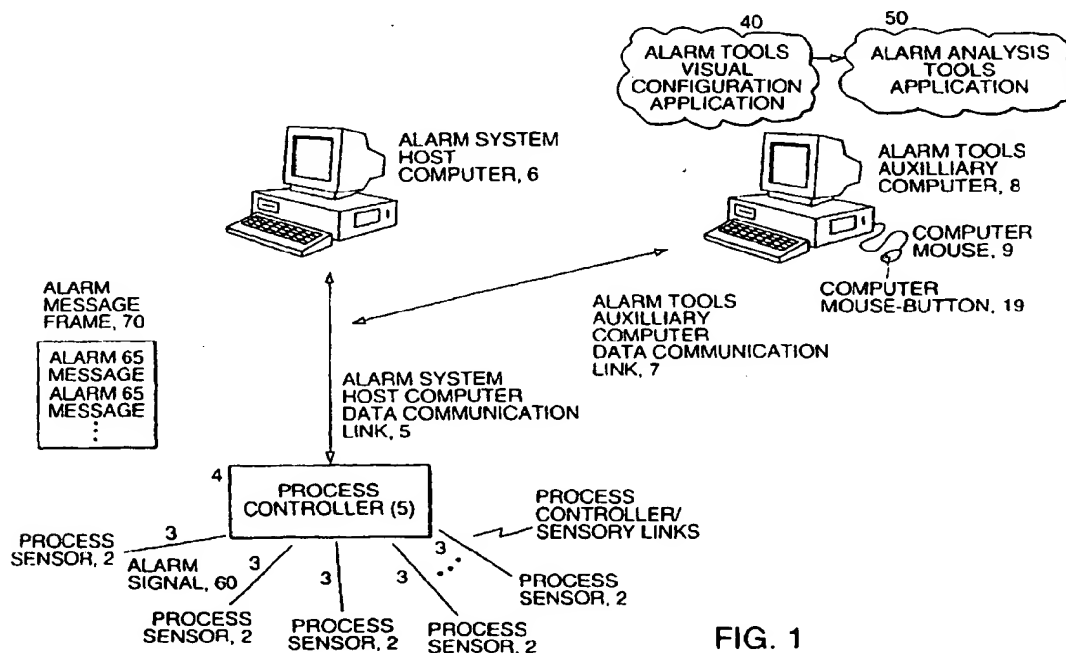 40
50
ALARM TOOLS
VISUAL
CONFIGURATION
APPLICATION
ALARM ANALYSIS
TOOLS
APPLICATION
ALARM SYSTEM
HOST
COMPUTER, 6
ALARM TOOLS
AUXILLIARY
COMPUTER, 8
COMPUTER
MOUSE, 9
COMPUTER
MOUSE-BUTTON, 19
ALARM
MESSAGE
FRAME, 70
ALARM 65
MESSAGE
ALARM 65
MESSAGE
ALARM TOOLS
AUXILLIARY
COMPUTER
DATA COMMUNICATION
LINK, 7
ALARM SYSTEM
HOST COMPUTER
DATA COMMUNICATION
LINK, 5
4
PROCESS
CONTROLLER (5)
PROCESS
CONTROLLER/
SENSORY LINKS
PROCESS
SENSOR, 2
3
ALARM
SIGNAL, 60
3
3
3
3
PROCESS
SENSOR, 2
PROCESS
SENSOR, 2
PROCESS
SENSOR, 2
PROCESS
SENSOR, 2
FIG. 1